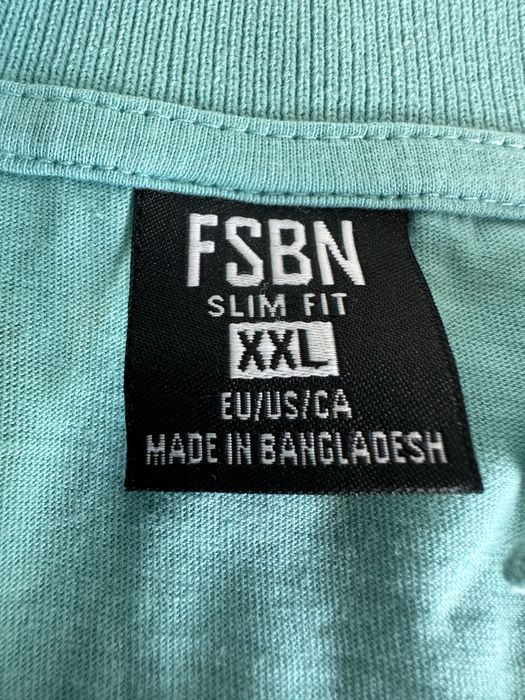 FSBN
SLIM FIT
XXL
EU/US/CA
MADE IN BANGLADESH